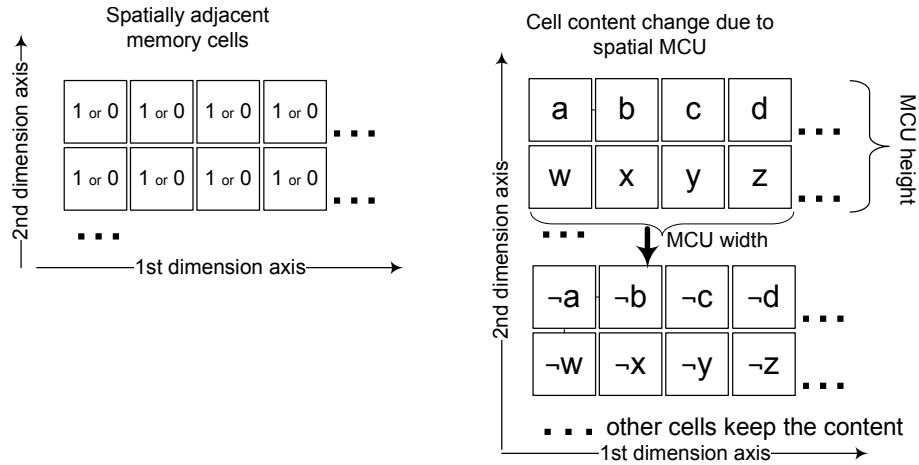 Spatially adjacent
memory cells
2nd dimension axis
1 or 0 1 or 0 1 or 0 1 or 0 ...
1 or 0 1 or 0 1 or 0 1 or 0 ...
...
1st dimension axis
Cell content change due to
spatial MCU
2nd dimension axis
a b c d ...
w x y z ...
MCU height
... MCU width
¬a ¬b ¬c ¬d ...
¬w ¬x ¬y ¬z ...
... other cells keep the content
1st dimension axis